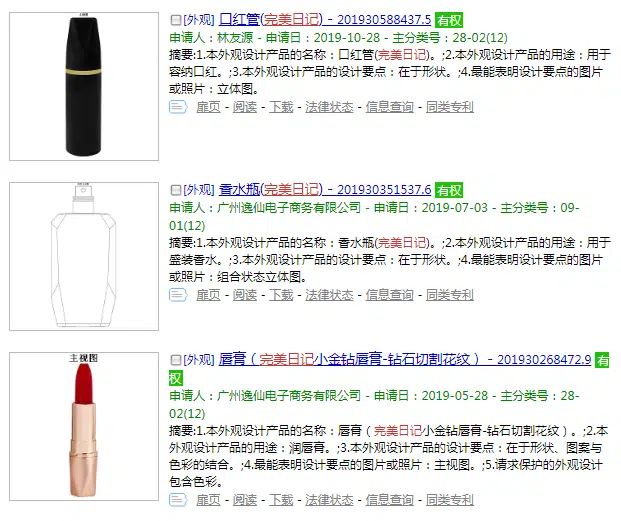 [外观] 口红管(完美日记) - 201930588437.5 有权
申请人：林友源 - 申请日：2019-10-28 - 主分类号：28-02(12)
摘要:1.本外观设计产品的名称：口红管(完美日记)。;2.本外观设计产品的用途：用于
容纳口红。;3.本外观设计产品的设计要点：在于形状。;4.最能表明设计要点的图片
或照片：立体图。
扉页 - 阅读 - 下载 - 法律状态 - 信息查询 - 同类专利
[外观] 香水瓶(完美日记) - 201930351537.6 有权
申请人：广州逸仙电子商务有限公司 - 申请日：2019-07-03 - 主分类号：09-
01(12)
摘要:1.本外观设计产品的名称：香水瓶(完美日记)。;2.本外观设计产品的用途：用于
盛装香水。;3.本外观设计产品的设计要点：在于形状。;4.最能表明设计要点的图片
或照片：组合状态立体图。
扉页 - 阅读 - 下载 - 法律状态 - 信息查询 - 同类专利
主视图
[外观] 唇膏（完美日记小金钻唇膏-钻石切割花纹） - 201930268472.9 有
权
申请人：广州逸仙电子商务有限公司 - 申请日：2019-05-28 - 主分类号：28-
02(12)
摘要:1.本外观设计产品的名称：唇膏（完美日记小金钻唇膏-钻石切割花纹）。;2.本
外观设计产品的用途：润唇膏。;3.本外观设计产品的设计要点：在于形状、图案与
色彩的结合。;4.最能表明设计要点的图片或照片：主视图。;5.请求保护的外观设计
包含色彩。
扉页 - 阅读 - 下载 - 法律状态 - 信息查询 - 同类专利